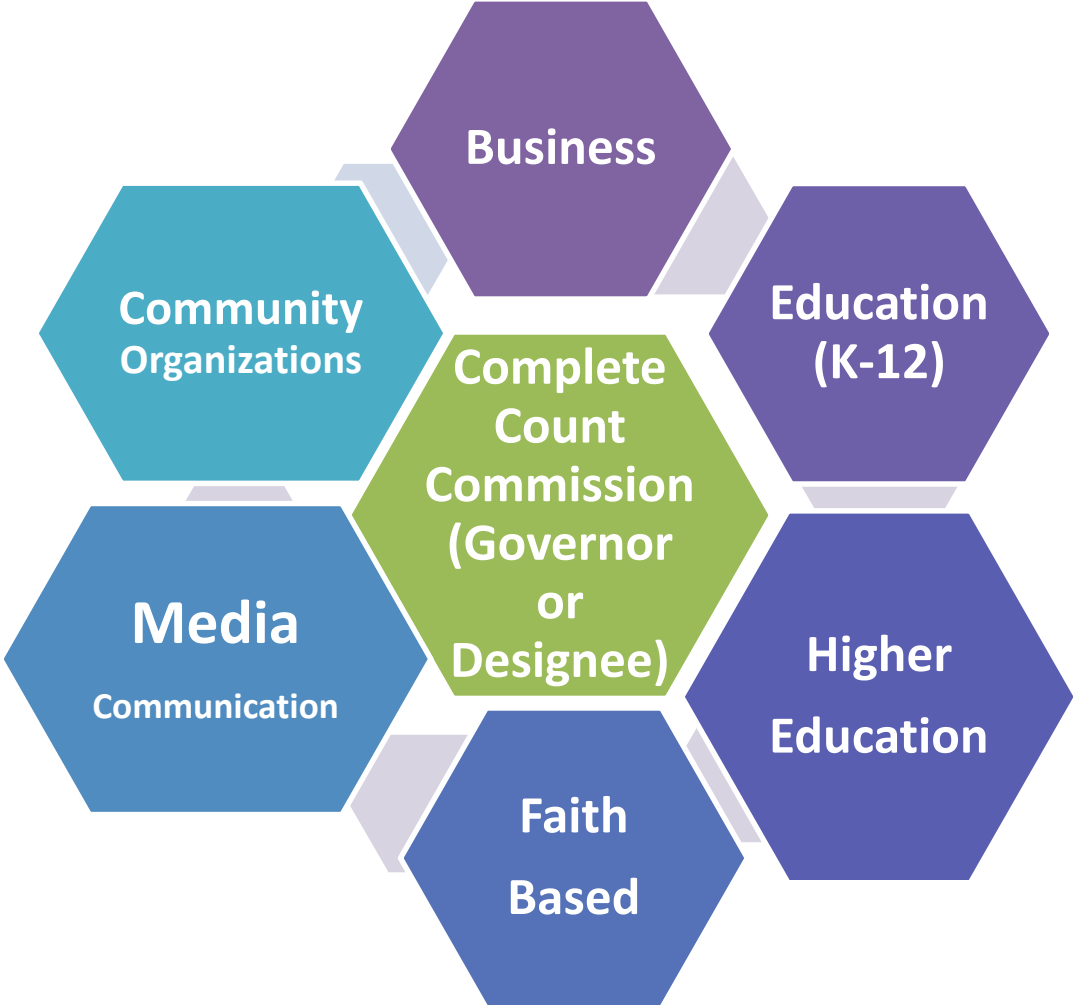 Business
Education
(K-12)
Higher
Education
Faith
Based
Media
Communication
Community
Organizations
Complete
Count
Commission
(Governor
or
Designee)